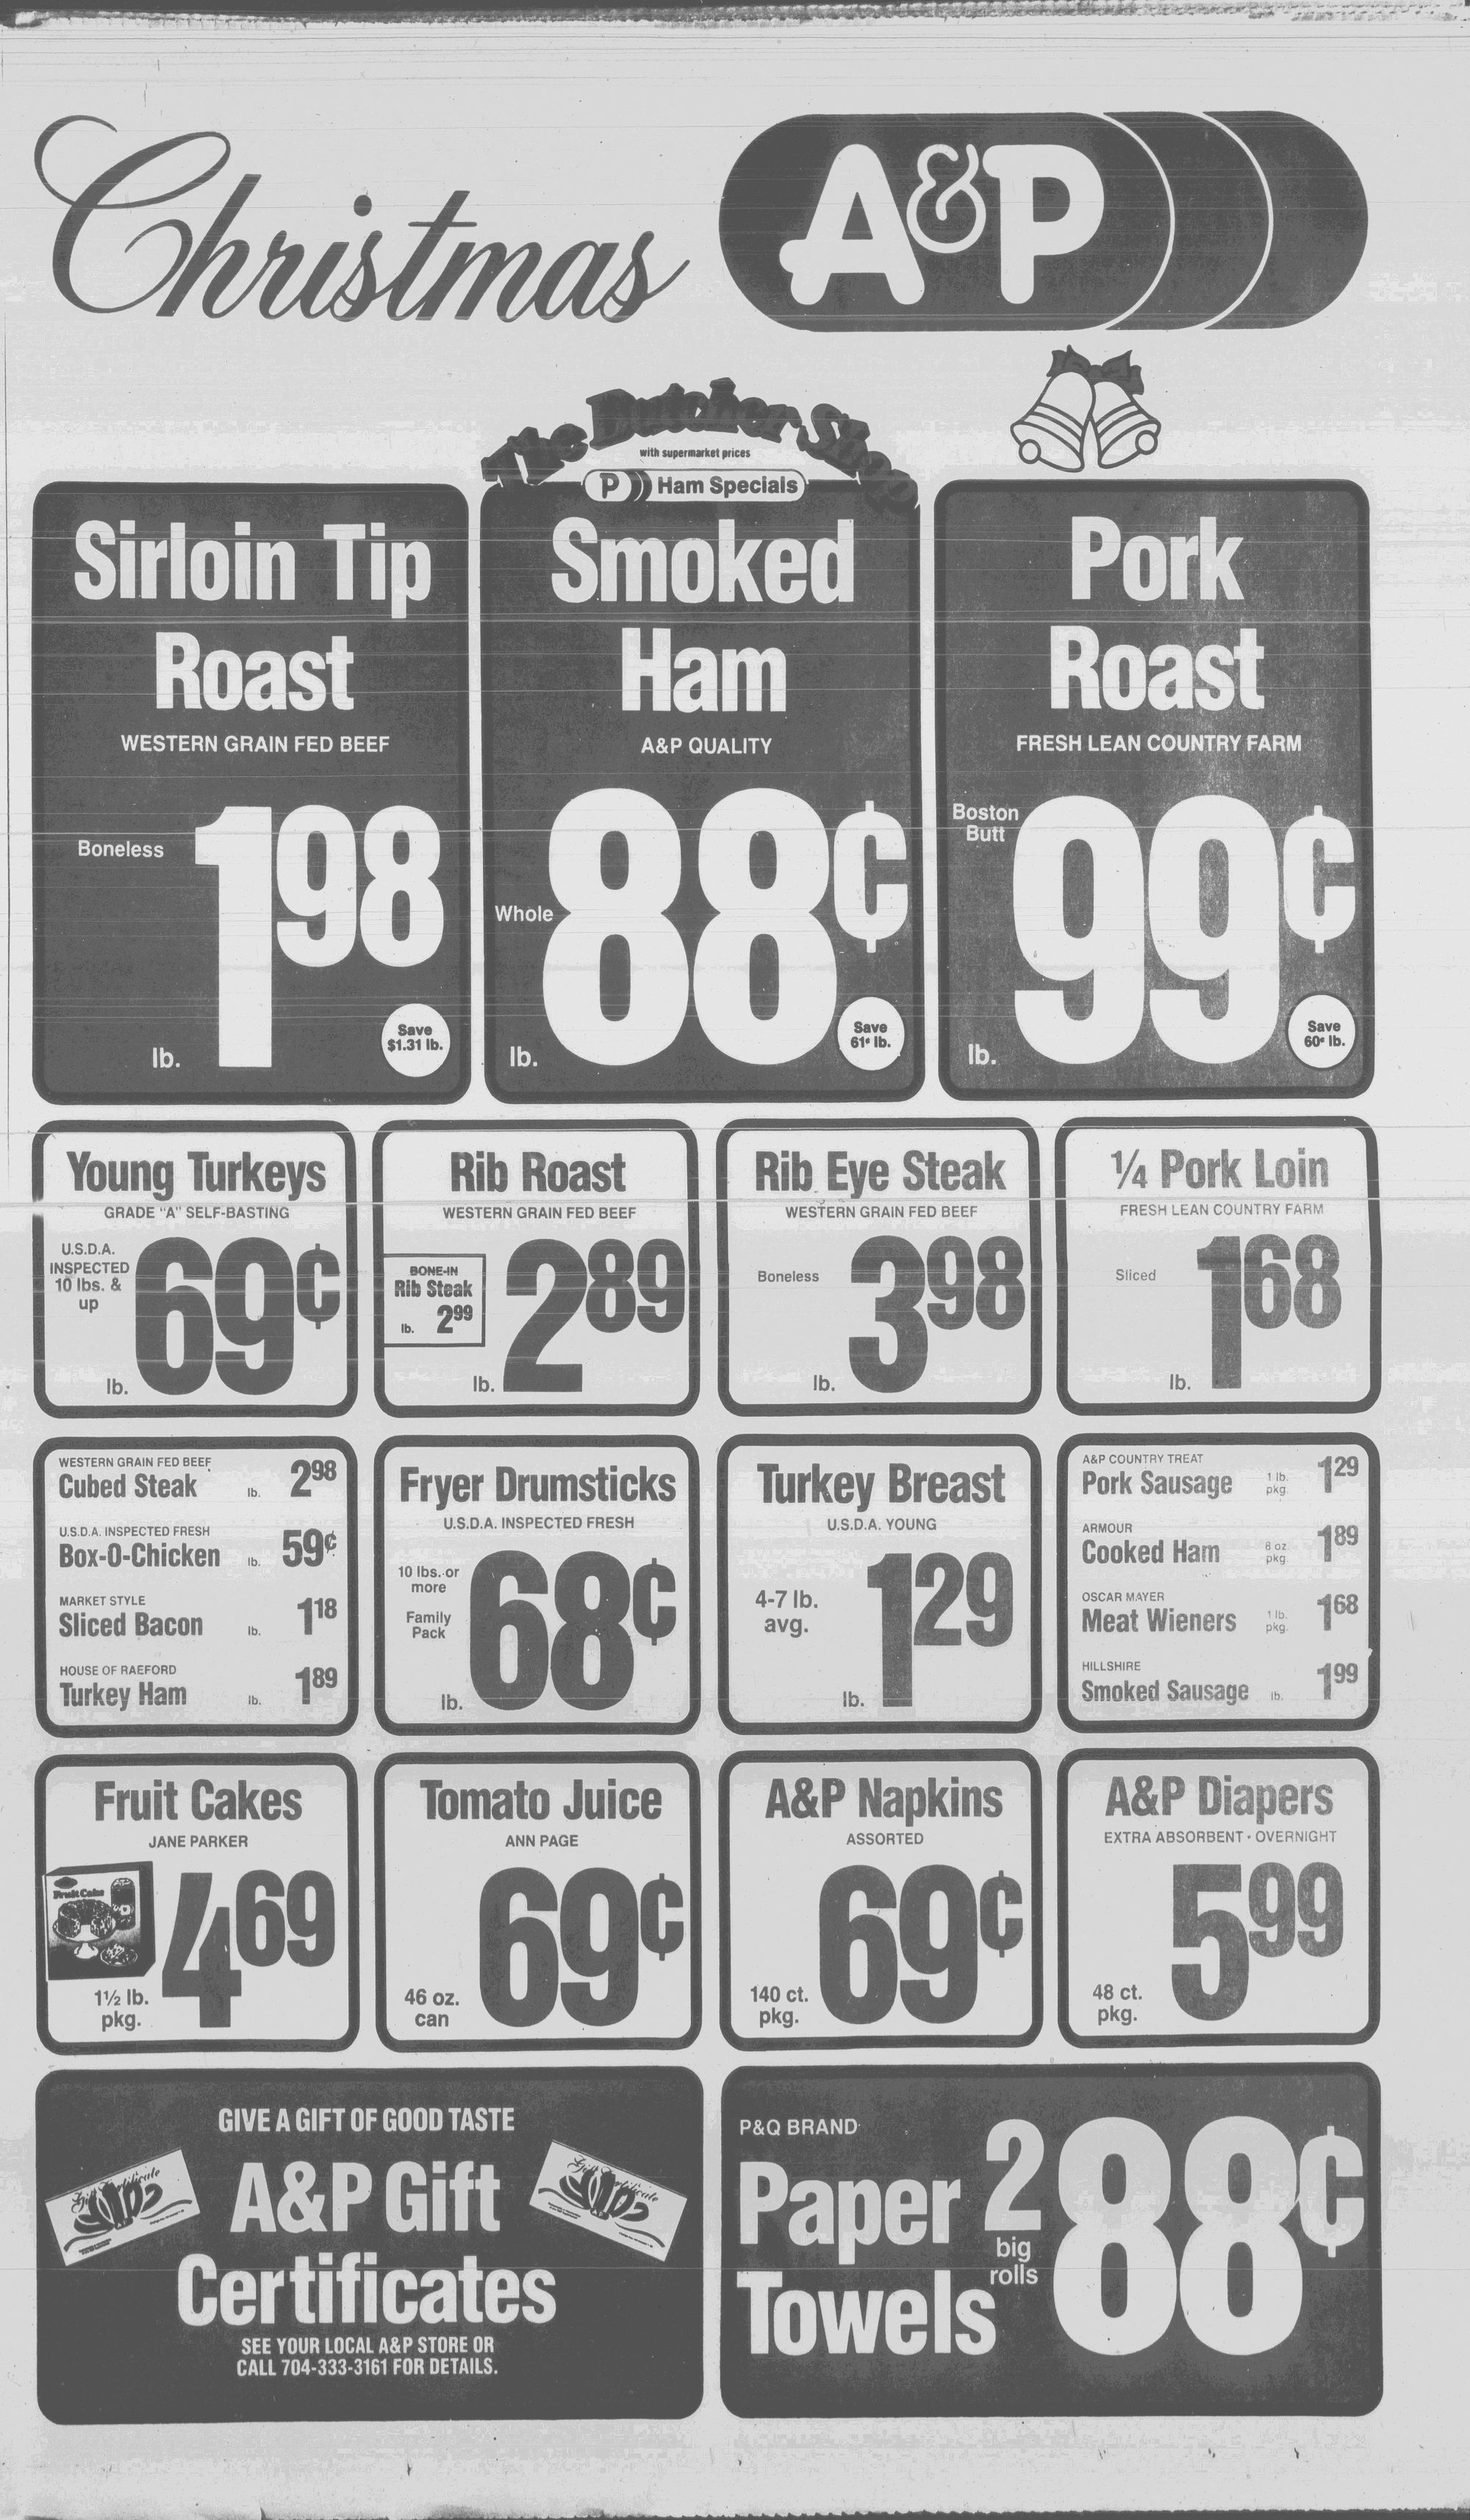 Christmas A&P
The Butcher Shop
with supermarket prices
P Ham Specials
Sirloin Tip
Roast
WESTERN GRAIN FED BEEF
Boneless
198
lb.
Save
$1.31 lb.
Smoked
Ham
A&P QUALITY
Whole
88¢
lb.
Save
61¢ lb.
Pork
Roast
FRESH LEAN COUNTRY FARM
Boston
Butt
99¢
lb.
Save
60¢ lb.
Young Turkeys
GRADE "A" SELF-BASTING
U.S.D.A.
INSPECTED
10 lbs. &
up
69¢
lb.
Rib Roast
WESTERN GRAIN FED BEEF
BONE-IN
Rib Steak
lb. 299
289
lb.
Rib Eye Steak
WESTERN GRAIN FED BEEF
Boneless
398
lb.
1/4 Pork Loin
FRESH LEAN COUNTRY FARM
Sliced
168
lb.
WESTERN GRAIN FED BEEF
Cubed Steak lb. 298
U.S.D.A. INSPECTED FRESH
Box-O-Chicken lb. 59¢
MARKET STYLE
Sliced Bacon lb. 118
HOUSE OF RAEFORD
Turkey Ham lb. 189
Fryer Drumsticks
U.S.D.A. INSPECTED FRESH
10 lbs. or
more
Family
Pack
68¢
lb.
Turkey Breast
U.S.D.A. YOUNG
4-7 lb.
avg.
129
lb.
A&P COUNTRY TREAT
Pork Sausage 1 lb. pkg. 129
ARMOUR
Cooked Ham 8 oz. pkg. 189
OSCAR MAYER
Meat Wieners 1 lb. pkg. 168
HILLSHIRE
Smoked Sausage lb. 199
Fruit Cakes
JANE PARKER
Fruit Cake
469
1½ lb.
pkg.
Tomato Juice
ANN PAGE
69¢
46 oz.
can
A&P Napkins
ASSORTED
69¢
140 ct.
pkg.
A&P Diapers
EXTRA ABSORBENT • OVERNIGHT
599
48 ct.
pkg.
GIVE A GIFT OF GOOD TASTE
A&P Gift
Certificates
Gift Certificate
Gift Certificate
SEE YOUR LOCAL A&P STORE OR
CALL 704-333-3161 FOR DETAILS.
P&Q BRAND
Paper
Towels
2
big
rolls
88¢